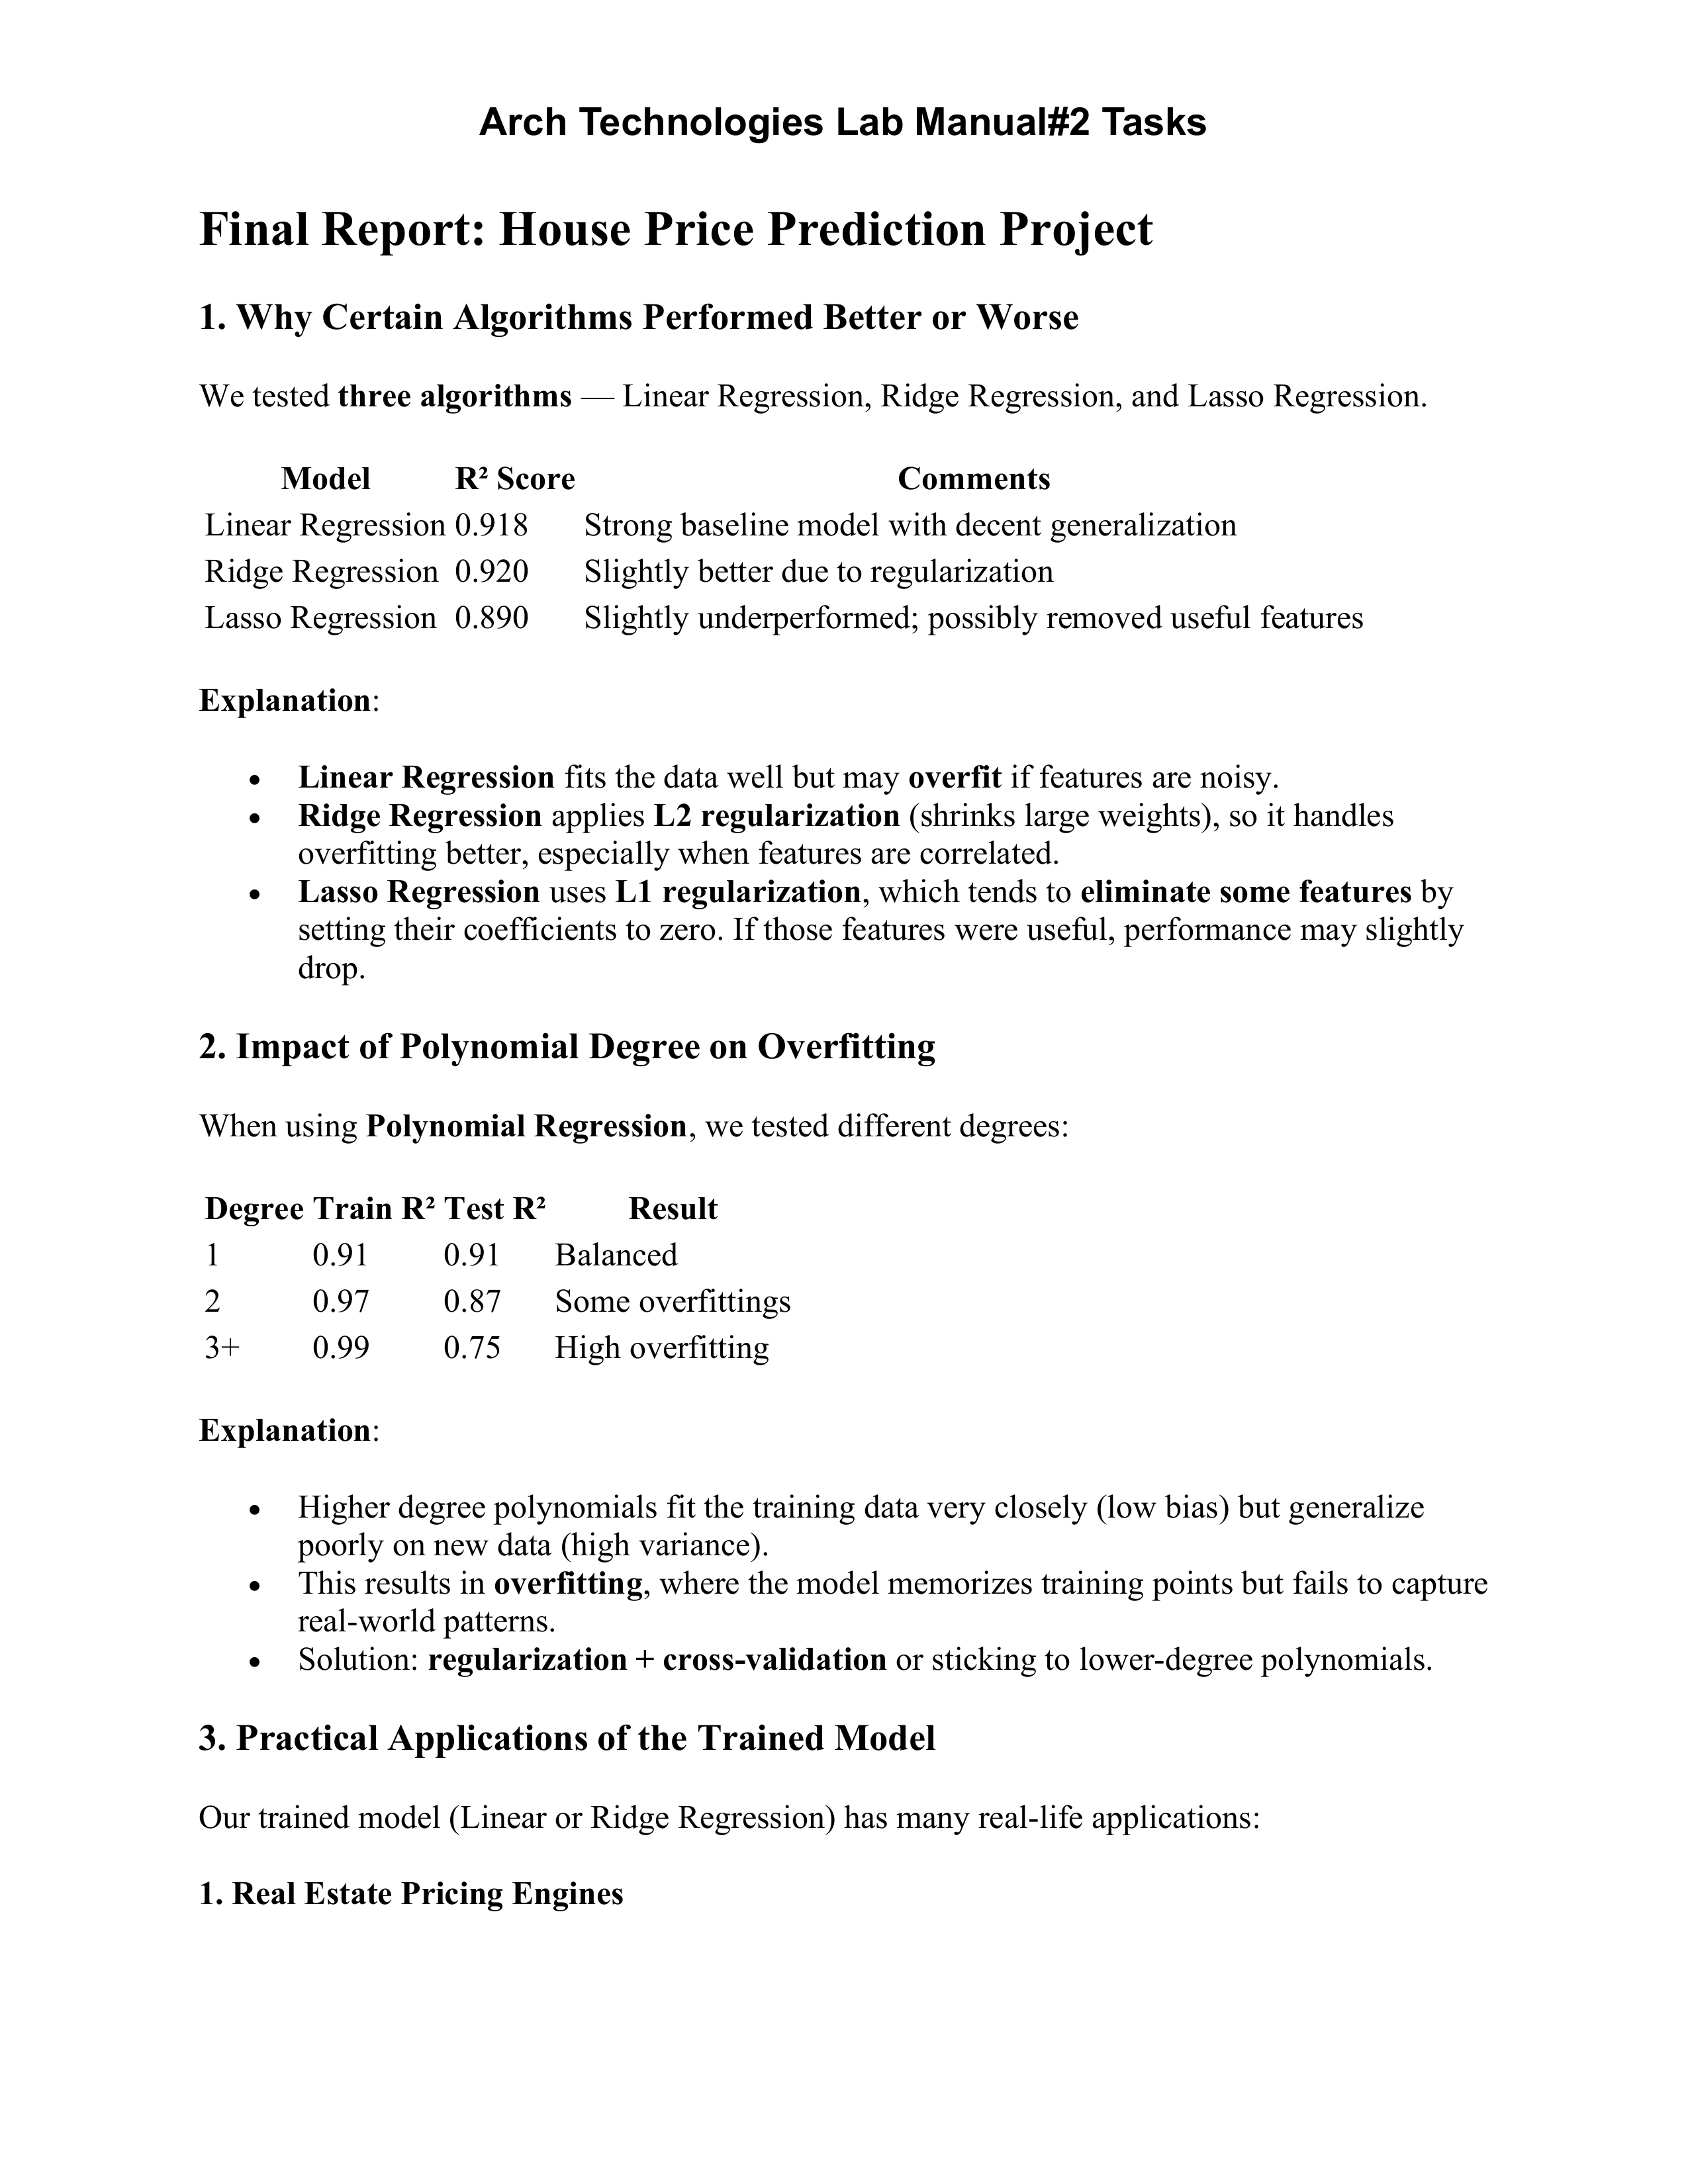 Arch Technologies Lab Manual#2 Tasks
Final Report: House Price Prediction Project
1. Why Certain Algorithms Performed Better or Worse
We tested three algorithms — Linear Regression, Ridge Regression, and Lasso Regression.
Model R² Score Comments
Linear Regression 0.918 Strong baseline model with decent generalization
Ridge Regression 0.920 Slightly better due to regularization
Lasso Regression 0.890 Slightly underperformed; possibly removed useful features
Explanation:
• Linear Regression fits the data well but may overfit if features are noisy.
• Ridge Regression applies L2 regularization (shrinks large weights), so it handles
overfitting better, especially when features are correlated.
• Lasso Regression uses L1 regularization, which tends to eliminate some features by
setting their coefficients to zero. If those features were useful, performance may slightly
drop.
2. Impact of Polynomial Degree on Overfitting
When using Polynomial Regression, we tested different degrees:
Degree Train R² Test R² Result
1 0.91 0.91 Balanced
2 0.97 0.87 Some overfittings
3+ 0.99 0.75 High overfitting
Explanation:
• Higher degree polynomials fit the training data very closely (low bias) but generalize
poorly on new data (high variance).
• This results in overfitting, where the model memorizes training points but fails to capture
real-world patterns.
• Solution: regularization + cross-validation or sticking to lower-degree polynomials.
3. Practical Applications of the Trained Model
Our trained model (Linear or Ridge Regression) has many real-life applications:
1. Real Estate Pricing Engines